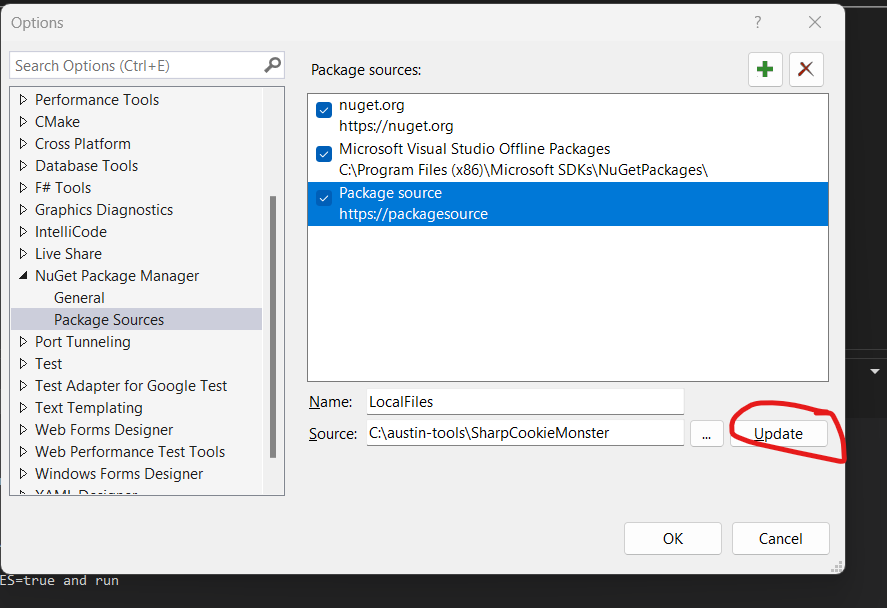 Options
?
Search Options (Ctrl+E)
Performance Tools
CMake
Cross Platform
Database Tools
F# Tools
Graphics Diagnostics
IntelliCode
Live Share
NuGet Package Manager
General
Package Sources
Port Tunneling
Test
Test Adapter for Google Test
Text Templating
Web Forms Designer
Web Performance Test Tools
Windows Forms Designer
YAML Designer
Package sources:
nuget.org
https://nuget.org
Microsoft Visual Studio Offline Packages
C:\Program Files (x86)\Microsoft SDKs\NuGetPackages\
Package source
https://packagesource
Name: LocalFiles
Source: C:\austin-tools\SharpCookieMonster ... Update
OK Cancel
ES=true and run